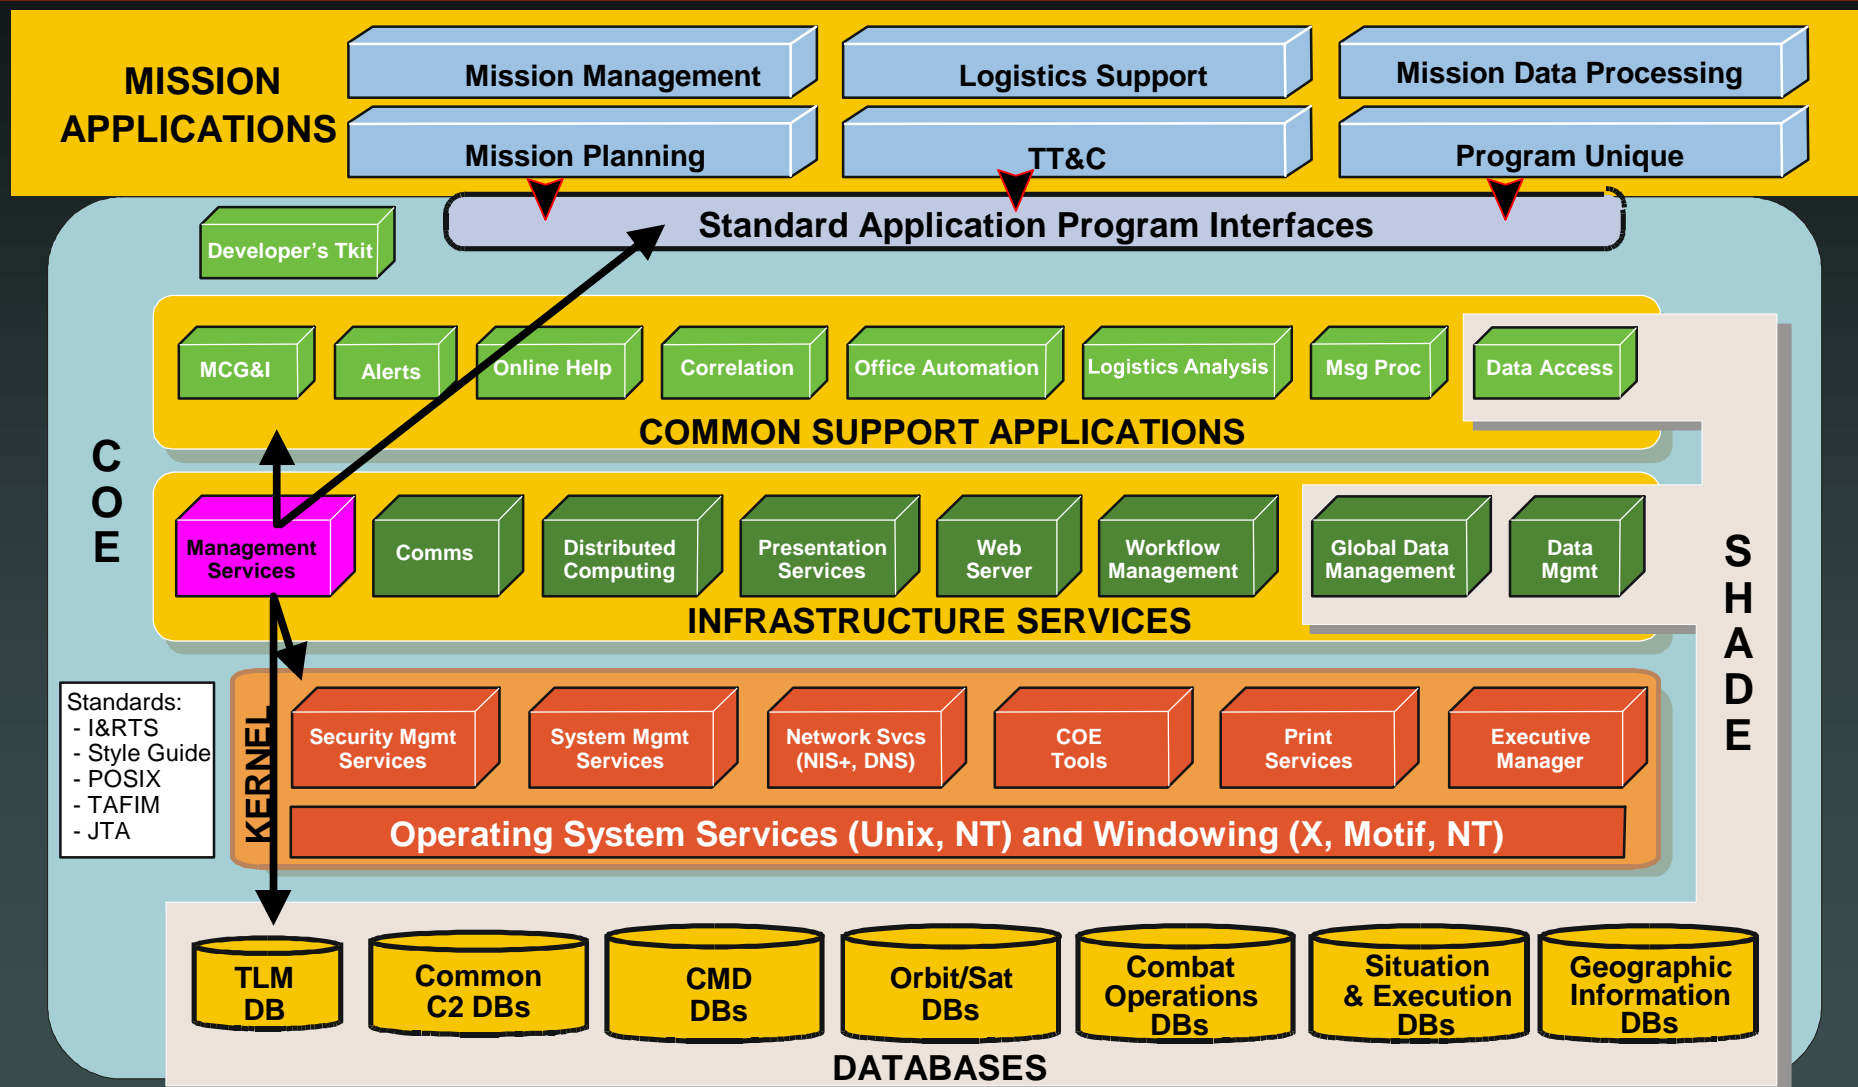 MISSION
APPLICATIONS
Mission Management
Logistics Support
Mission Data Processing
Mission Planning
TT&C
Program Unique
Standard Application Program Interfaces
Developer's Tkit
MCG&I
Alerts
Online Help
Correlation
Office Automation
Logistics Analysis
Msg Proc
Data Access
COMMON SUPPORT APPLICATIONS
C
O
E
Management
Services
Comms
Distributed
Computing
Presentation
Services
Web
Server
Workflow
Management
Global Data
Management
Data
Mgmt
INFRASTRUCTURE SERVICES
S
H
A
D
E
Standards:
- I&RTS
- Style Guide
- POSIX
- TAFIM
- JTA
KERNEL
Security Mgmt
Services
System Mgmt
Services
Network Svcs
(NIS+, DNS)
COE
Tools
Print
Services
Executive
Manager
Operating System Services (Unix, NT) and Windowing (X, Motif, NT)
TLM
DB
Common
C2 DBs
CMD
DBs
Orbit/Sat
DBs
Combat
Operations
DBs
Situation
& Execution
DBs
Geographic
Information
DBs
DATABASES